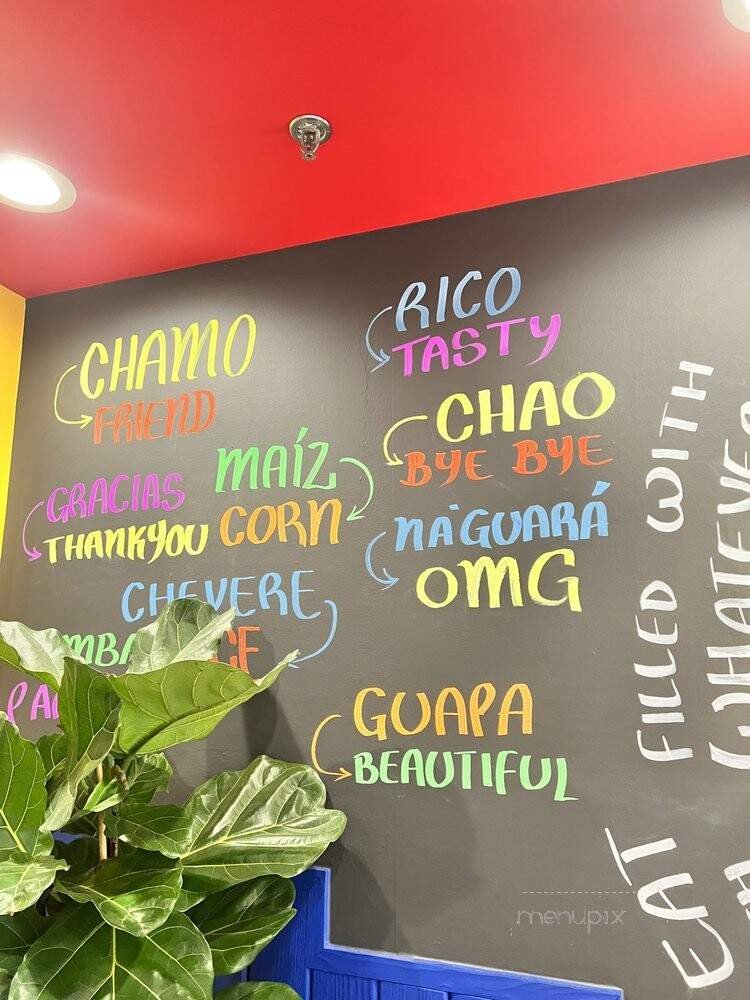 CHAMO
FRIEND
GRACIAS
THANKYOU
MAÍZ
CORN
CHEVERE
RICO
TASTY
CHAO
BYE BYE
NA'GUARÁ
OMG
GUAPA
BEAUTIFUL
FILLED WITH
EAT
menupix